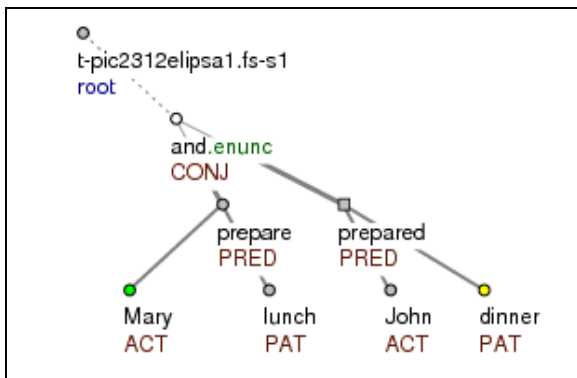 t-pic2312elipsa1.fs-s1
root
and.enunc
CONJ
prepare prepared
PRED PRED
Mary lunch John dinner
ACT PAT ACT PAT